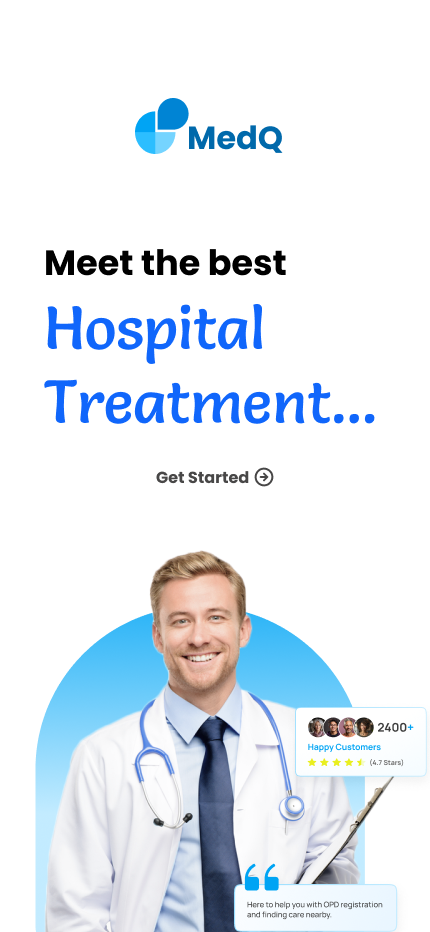 MedQ
Meet the best
Hospital
Treatment...
Get Started
2400+
Happy Customers
(4.7 Stars)
“
Here to help you with OPD registration
and finding care nearby.